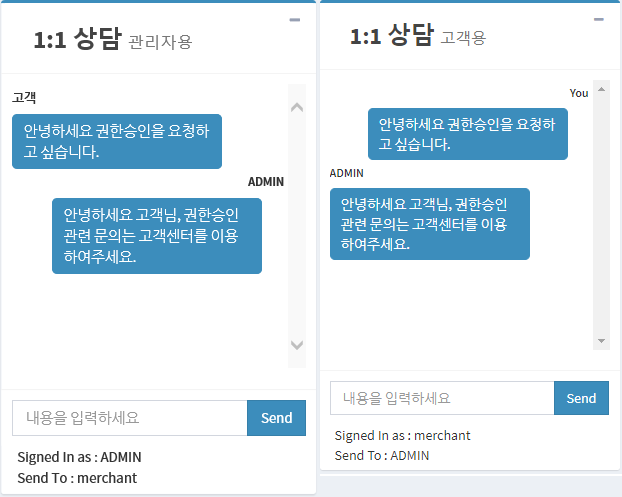 1:1 상담 관리자용
고객
안녕하세요 권한승인을 요청하
고 싶습니다.
ADMIN
안녕하세요 고객님, 권한승인
관련 문의는 고객센터를 이용
하여주세요.
내용을 입력하세요
Send
Signed In as : ADMIN
Send To : merchant
1:1 상담 고객용
You
안녕하세요 권한승인을 요청하
고 싶습니다.
ADMIN
안녕하세요 고객님, 권한승인
관련 문의는 고객센터를 이용
하여주세요.
내용을 입력하세요
Send
Signed In as : merchant
Send To : ADMIN